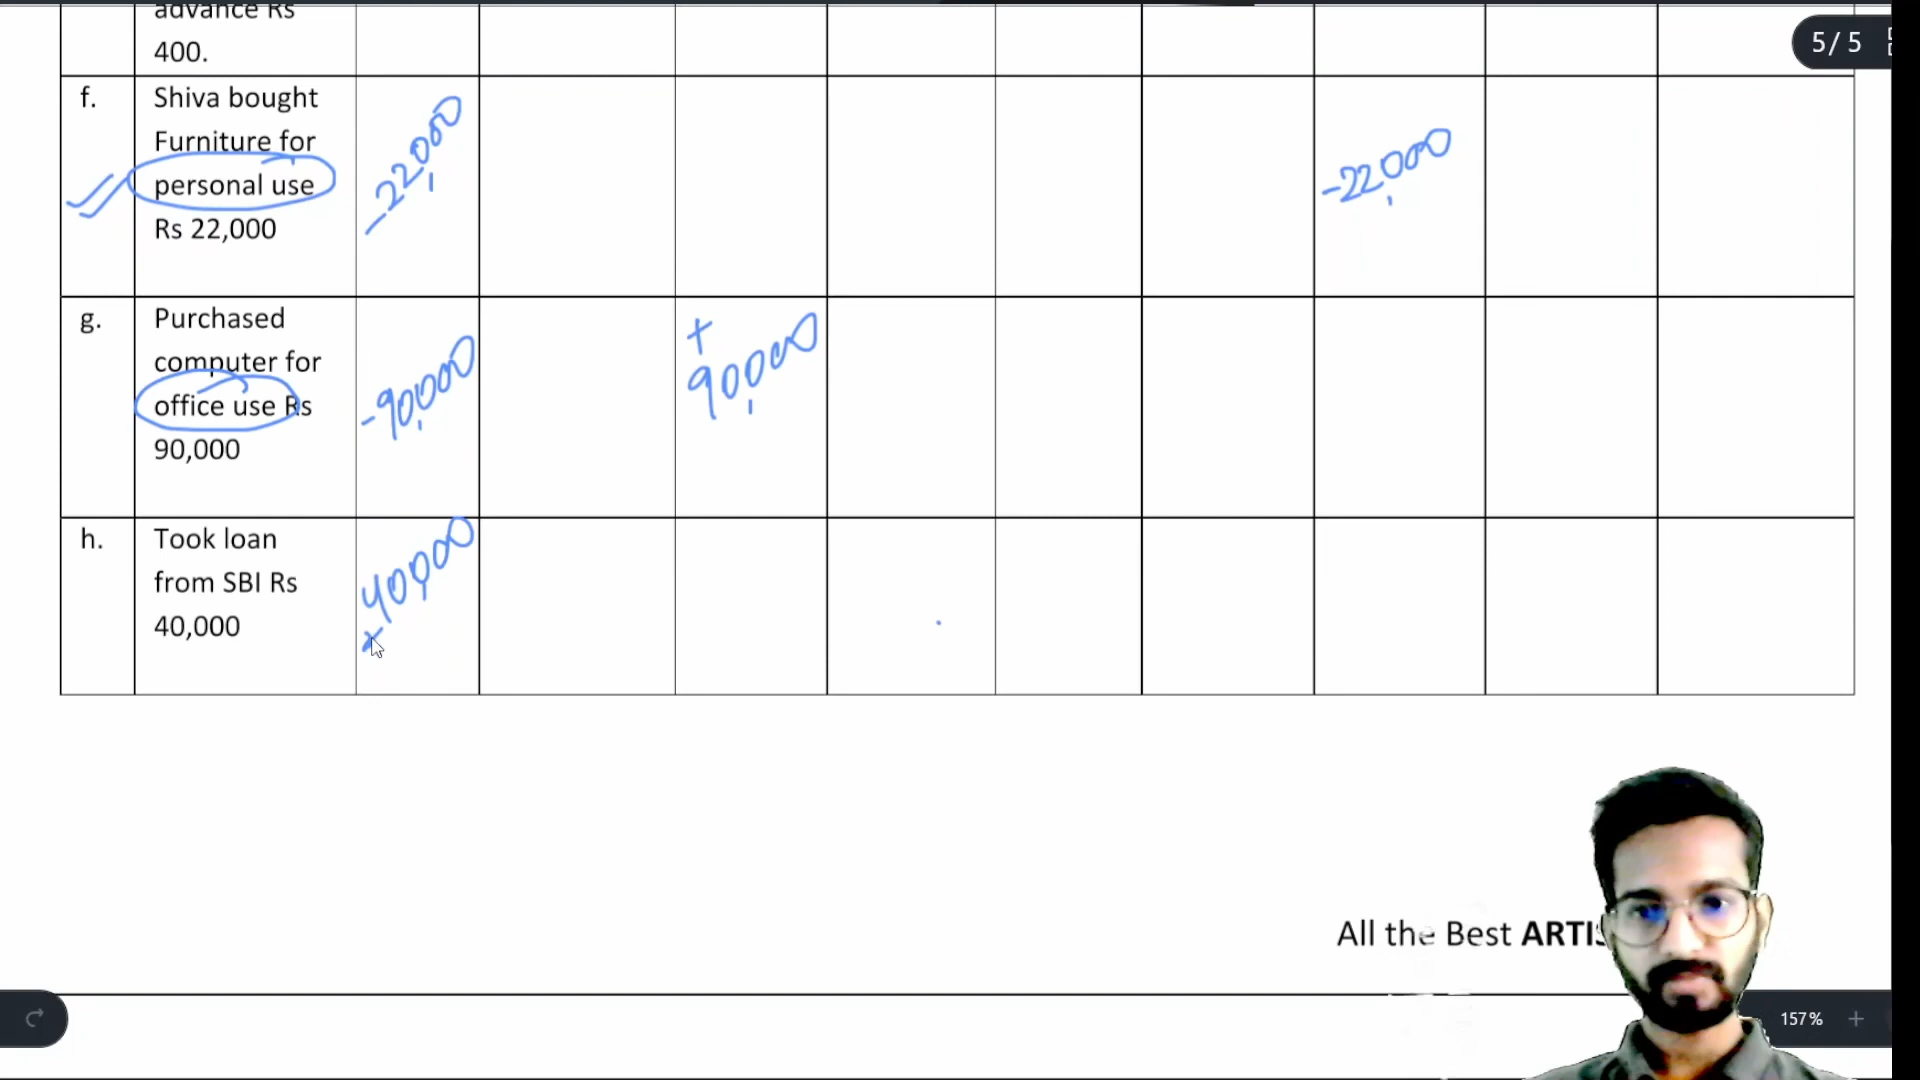 advance Rs
400.
5/ 5
f.
Shiva bought
Furniture for
personal use
Rs 22,000
-22,000
-22,000
g.
Purchased
computer for
office use Rs
90,000
-90,000
+
90,000
h.
Took loan
from SBI Rs
40,000
40,000
+
All the Best
157%
+